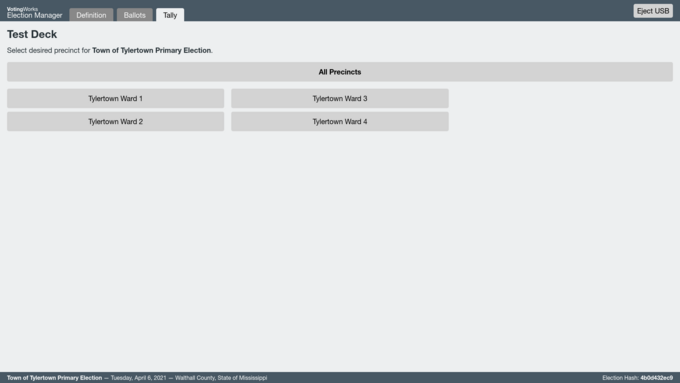 VotingWorks
Election Manager
Definition
Ballots
Tally
Eject USB
Test Deck
Select desired precinct for Town of Tylertown Primary Election.
All Precincts
Tylertown Ward 1
Tylertown Ward 3
Tylertown Ward 2
Tylertown Ward 4
Town of Tylertown Primary Election — Tuesday, April 6, 2021 — Walthall County, State of Mississippi
Election Hash: 4b0d432ec9